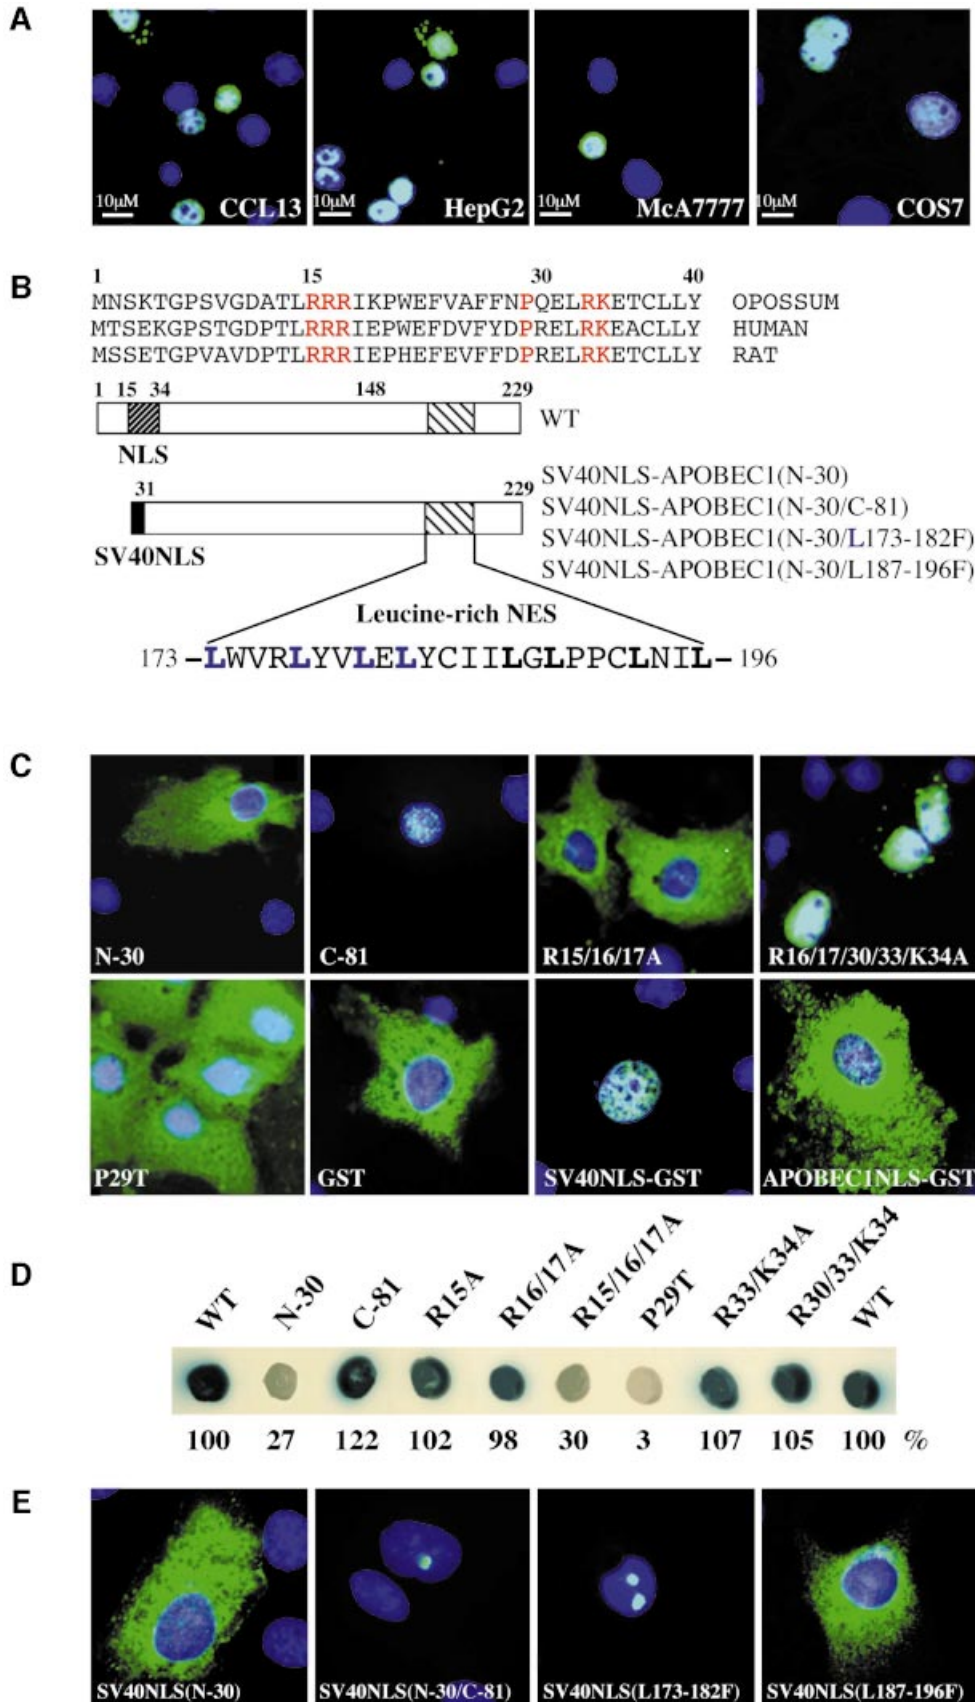 A
10µM CCL13
10µM HepG2
10µM McA7777
10µM COS7
B
1 15 30 40
MNSKTGPSVGDATLRRRIKPWEFVAFFNPQELRKETCLLY OPOSSUM
MTSEKGPSTGDPTLRRRIEPWEFDVFYDPRELRKEACLLY HUMAN
MSSETGPVAVDPTLRRRIEPHEFEVFFDPRELRKETCLLY RAT
1 15 34 148 229
WT
NLS
31 229
SV40NLS
SV40NLS-APOBEC1(N-30)
SV40NLS-APOBEC1(N-30/C-81)
SV40NLS-APOBEC1(N-30/L173-182F)
SV40NLS-APOBEC1(N-30/L187-196F)
Leucine-rich NES
173 –LWVRLYVLELYCIILGLPPCLNIL– 196
C
N-30
C-81
R15/16/17A
R16/17/30/33/K34A
P29T
GST
SV40NLS-GST
APOBEC1NLS-GST
D
WT N-30 C-81 R15A R16/17A R15/16/17A P29T R33/K34A R30/33/K34 WT
100 27 122 102 98 30 3 107 105 100 %
E
SV40NLS(N-30)
SV40NLS(N-30/C-81)
SV40NLS(L173-182F)
SV40NLS(L187-196F)